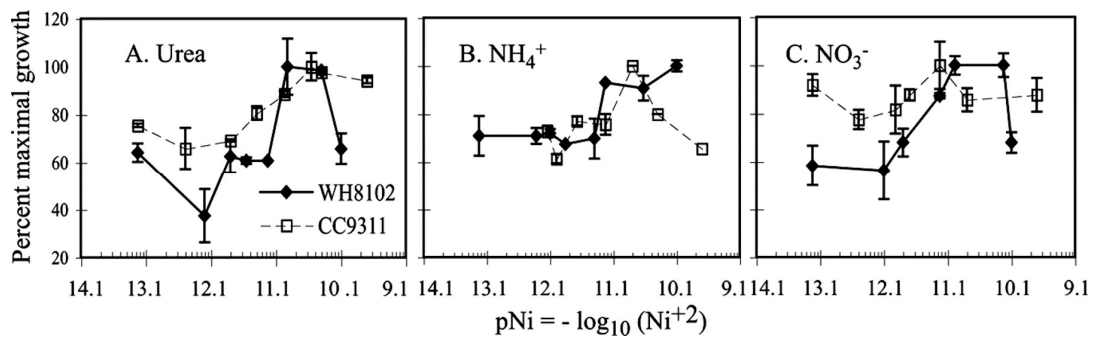 Percent maximal growth
120
100
80
60
40
20
A. Urea
WH8102
CC9311
B. NH₄⁺
C. NO₃⁻
14.1 13.1 12.1 11.1 10.1 9.1
13.1 12.1 11.1 10.1 9.1
14.1 13.1 12.1 11.1 10.1 9.1
pNi = - log₁₀ (Ni⁺²)